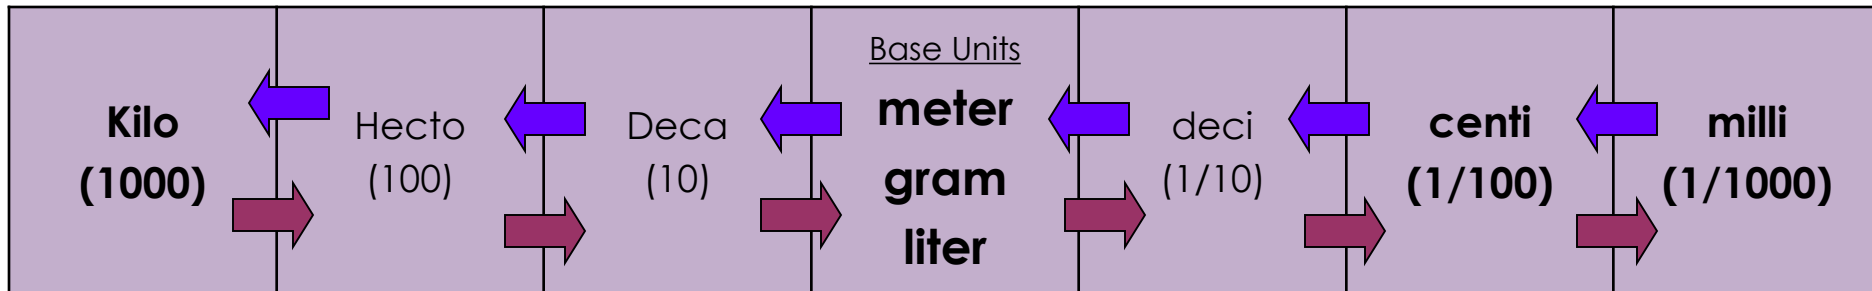 Kilo
(1000)
Hecto
(100)
Deca
(10)
Base Units
meter
gram
liter
deci
(1/10)
centi
(1/100)
milli
(1/1000)